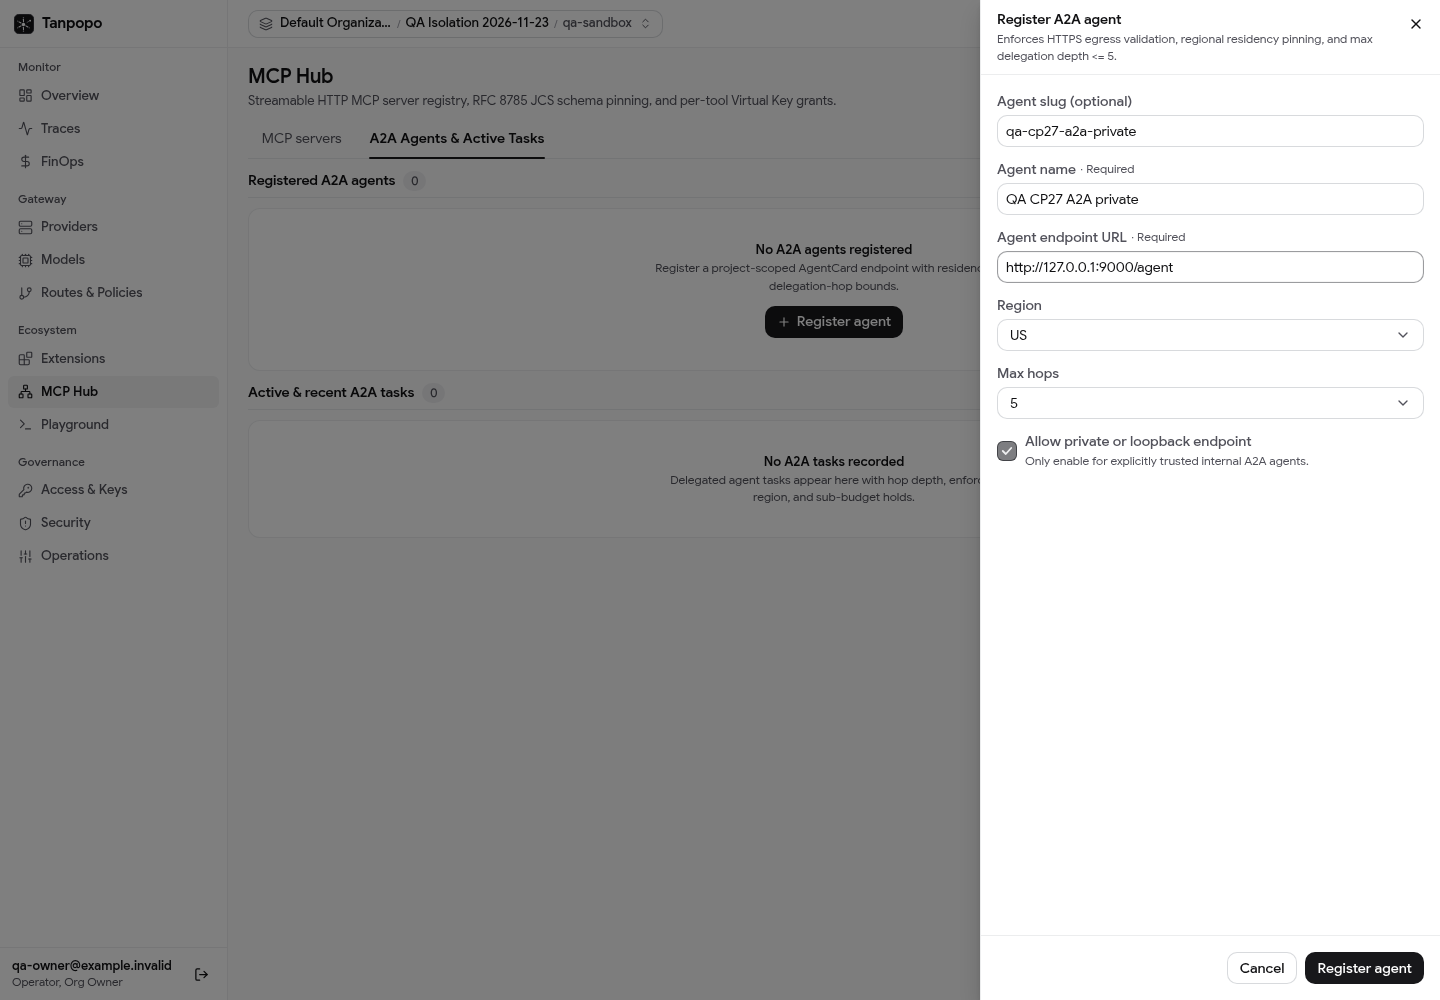 Tanpopo
Monitor
Overview
Traces
FinOps
Gateway
Providers
Models
Routes & Policies
Ecosystem
Extensions
MCP Hub
Playground
Governance
Access & Keys
Security
Operations
qa-owner@example.invalid
Operator, Org Owner
Default Organiza... / QA Isolation 2026-11-23 / qa-sandbox
MCP Hub
Streamable HTTP MCP server registry, RFC 8785 JCS schema pinning, and per-tool Virtual Key grants.
MCP servers
A2A Agents & Active Tasks
Registered A2A agents 0
No A2A agents registered
Register a project-scoped AgentCard endpoint with
delegation-hop bounds.
Register agent
Active & recent A2A tasks 0
No A2A tasks recorded
Delegated agent tasks appear here with hop depth,
region, and sub-budget holds.
Register A2A agent
Enforces HTTPS egress validation, regional residency pinning, and max
delegation depth <= 5.
Agent slug (optional)
qa-cp27-a2a-private
Agent name · Required
QA CP27 A2A private
Agent endpoint URL · Required
http://127.0.0.1:9000/agent
Region
US
Max hops
5
Allow private or loopback endpoint
Only enable for explicitly trusted internal A2A agents.
Cancel
Register agent